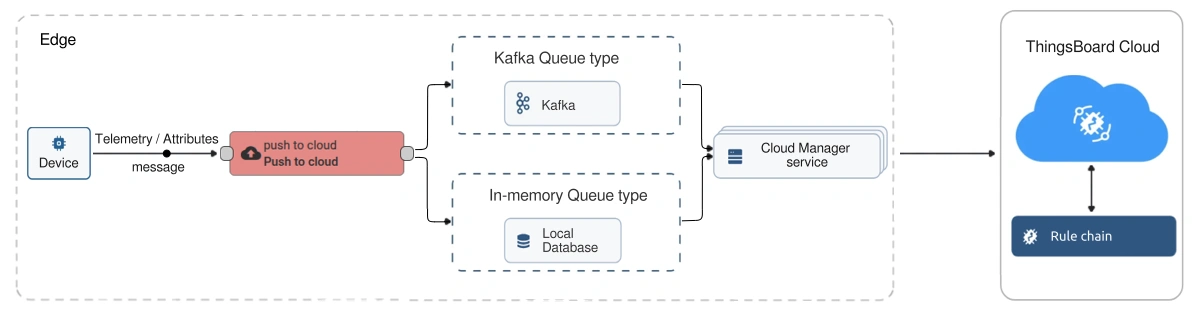 Edge
Device
Telemetry / Attributes
message
push to cloud
Push to cloud
Kafka Queue type
Kafka
In-memory Queue type
Local
Database
Cloud Manager
service
ThingsBoard Cloud
Rule chain